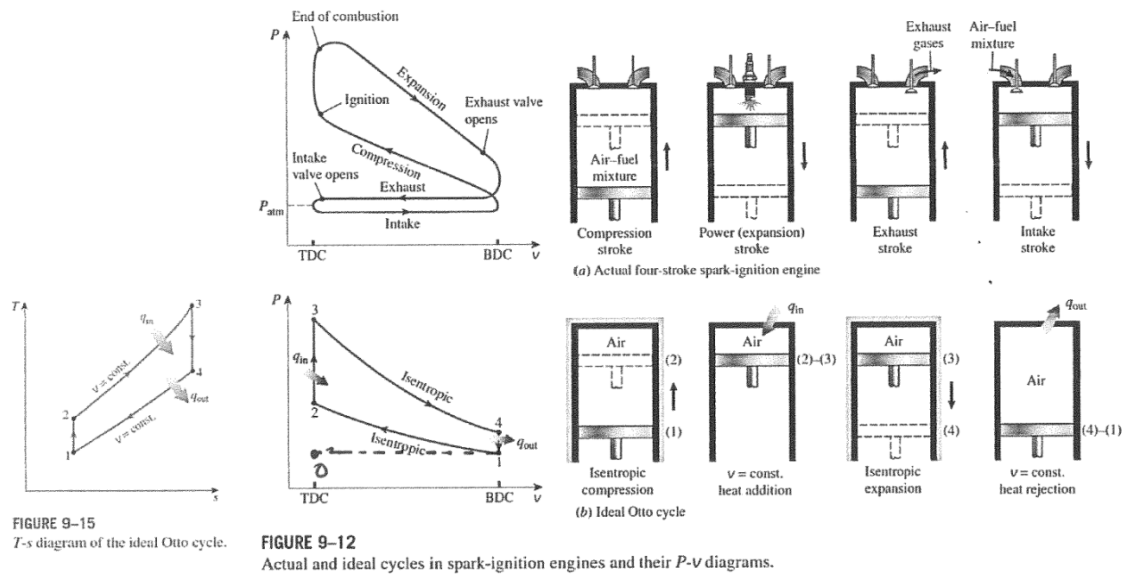 End of combustion
P
Ignition
Expansion
Exhaust valve
opens
Compression
Intake
valve opens
Exhaust
Patm
Intake
TDC
BDC
v
Exhaust
gases
Air–fuel
mixture
Air–fuel
mixture
Compression
stroke
Power (expansion)
stroke
Exhaust
stroke
Intake
stroke
(a) Actual four-stroke spark-ignition engine
T
3
qin
v = const.
4
2
qout
v = const.
1
s
P
3
qin
Isentropic
2
4
qout
Isentropic
1
0
TDC
BDC
v
Air
(2)
(1)
Isentropic
compression
qin
Air
(2)–(3)
v = const.
heat addition
Air
(3)
(4)
Isentropic
expansion
qout
Air
(4)–(1)
v = const.
heat rejection
(b) Ideal Otto cycle
FIGURE 9–15
T-s diagram of the ideal Otto cycle.
FIGURE 9–12
Actual and ideal cycles in spark-ignition engines and their P-v diagrams.